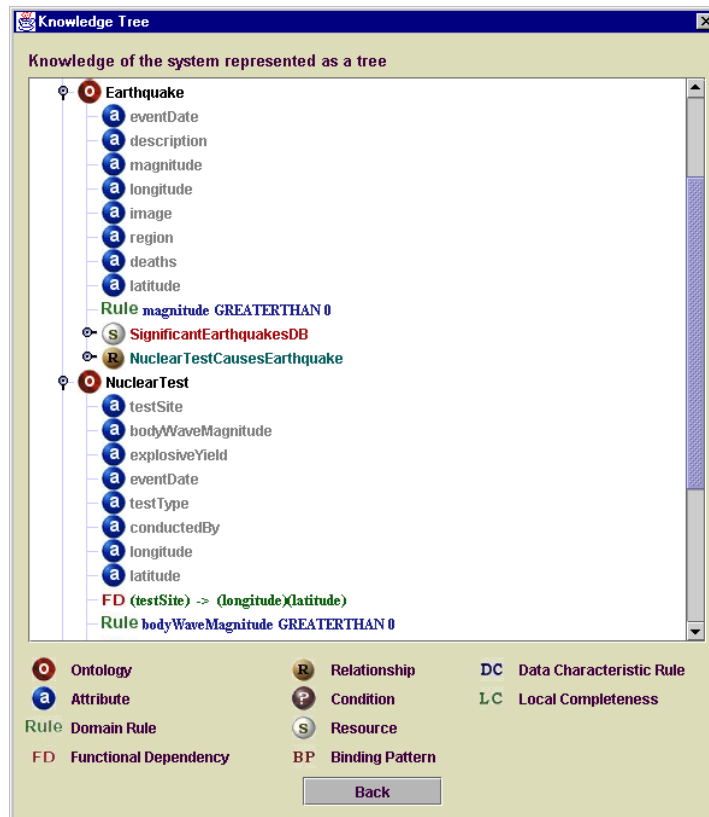 Knowledge Tree
Knowledge of the system represented as a tree
O Earthquake
a eventDate
a description
a magnitude
a longitude
a image
a region
a deaths
a latitude
Rule magnitude GREATERTHAN 0
S SignificantEarthquakesDB
R NuclearTestCausesEarthquake
O NuclearTest
a testSite
a bodyWaveMagnitude
a explosiveYield
a eventDate
a testType
a conductedBy
a longitude
a latitude
FD (testSite) -> (longitude)(latitude)
Rule bodyWaveMagnitude GREATERTHAN 0
O Ontology R Relationship DC Data Characteristic Rule
a Attribute ? Condition LC Local Completeness
Rule Domain Rule S Resource
FD Functional Dependency BP Binding Pattern
Back